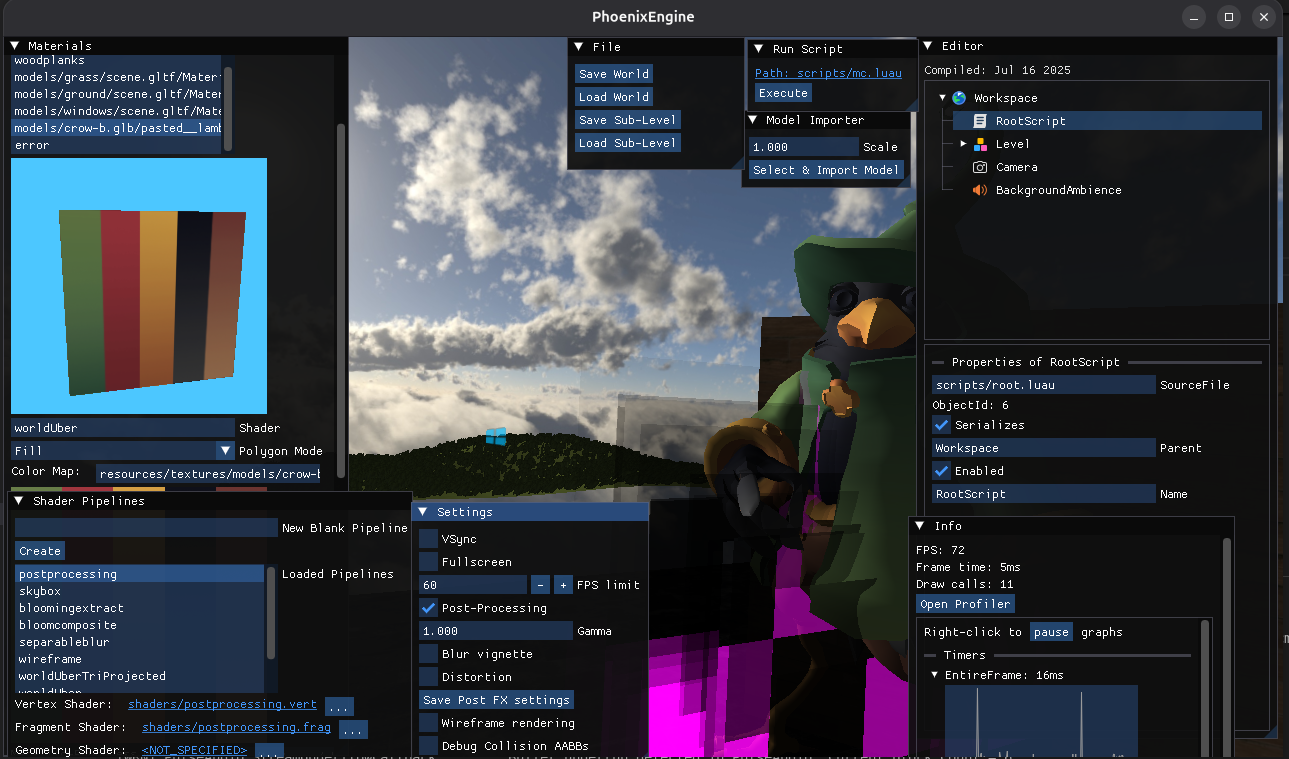 PhoenixEngine
Materials
woodplanks
models/grass/scene.gltf/Mater
models/ground/scene.gltf/Mate
models/windows/scene.gltf/Mat
models/crow-b.glb/pasted__lamb
error
worldUber Shader
Fill Polygon Mode
Color Map: resources/textures/models/crow-b
Shader Pipelines
New Blank Pipeline
Create
postprocessing Loaded Pipelines
skybox
bloomingextract
bloomcomposite
separableblur
wireframe
worldUberTriProjected
worldUber
Vertex Shader: shaders/postprocessing.vert ...
Fragment Shader: shaders/postprocessing.frag ...
Geometry Shader: <NOT_SPECIFIED> ...
Settings
VSync
Fullscreen
60 - + FPS limit
Post-Processing
1.000 Gamma
Blur vignette
Distortion
Save Post FX settings
Wireframe rendering
Debug Collision AABBs
File
Save World
Load World
Save Sub-Level
Load Sub-Level
Run Script
Path: scripts/mc.luau
Execute
Model Importer
1.000 Scale
Select & Import Model
Editor
Compiled: Jul 16 2025
Workspace
RootScript
Level
Camera
BackgroundAmbience
Properties of RootScript
scripts/root.luau SourceFile
ObjectId: 6
Serializes
Workspace Parent
Enabled
RootScript Name
Info
FPS: 72
Frame time: 5ms
Draw calls: 11
Open Profiler
Right-click to pause graphs
Timers
EntireFrame: 16ms